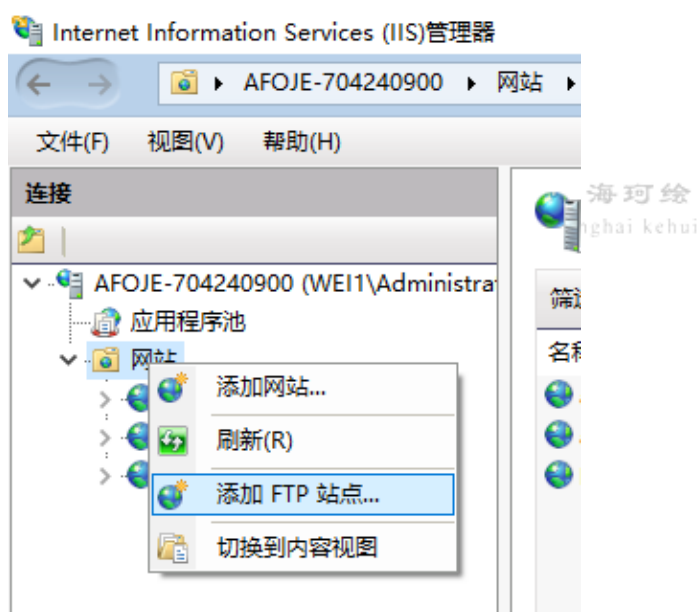 Internet Information Services (IIS)管理器
AFOJE-704240900 网站
文件(F) 视图(V) 帮助(H)
连接
海珂绘
nghai kehui
AFOJE-704240900 (WEI1\Administra
应用程序池
网站
筛选
名称
添加网站...
刷新(R)
添加 FTP 站点...
切换到内容视图